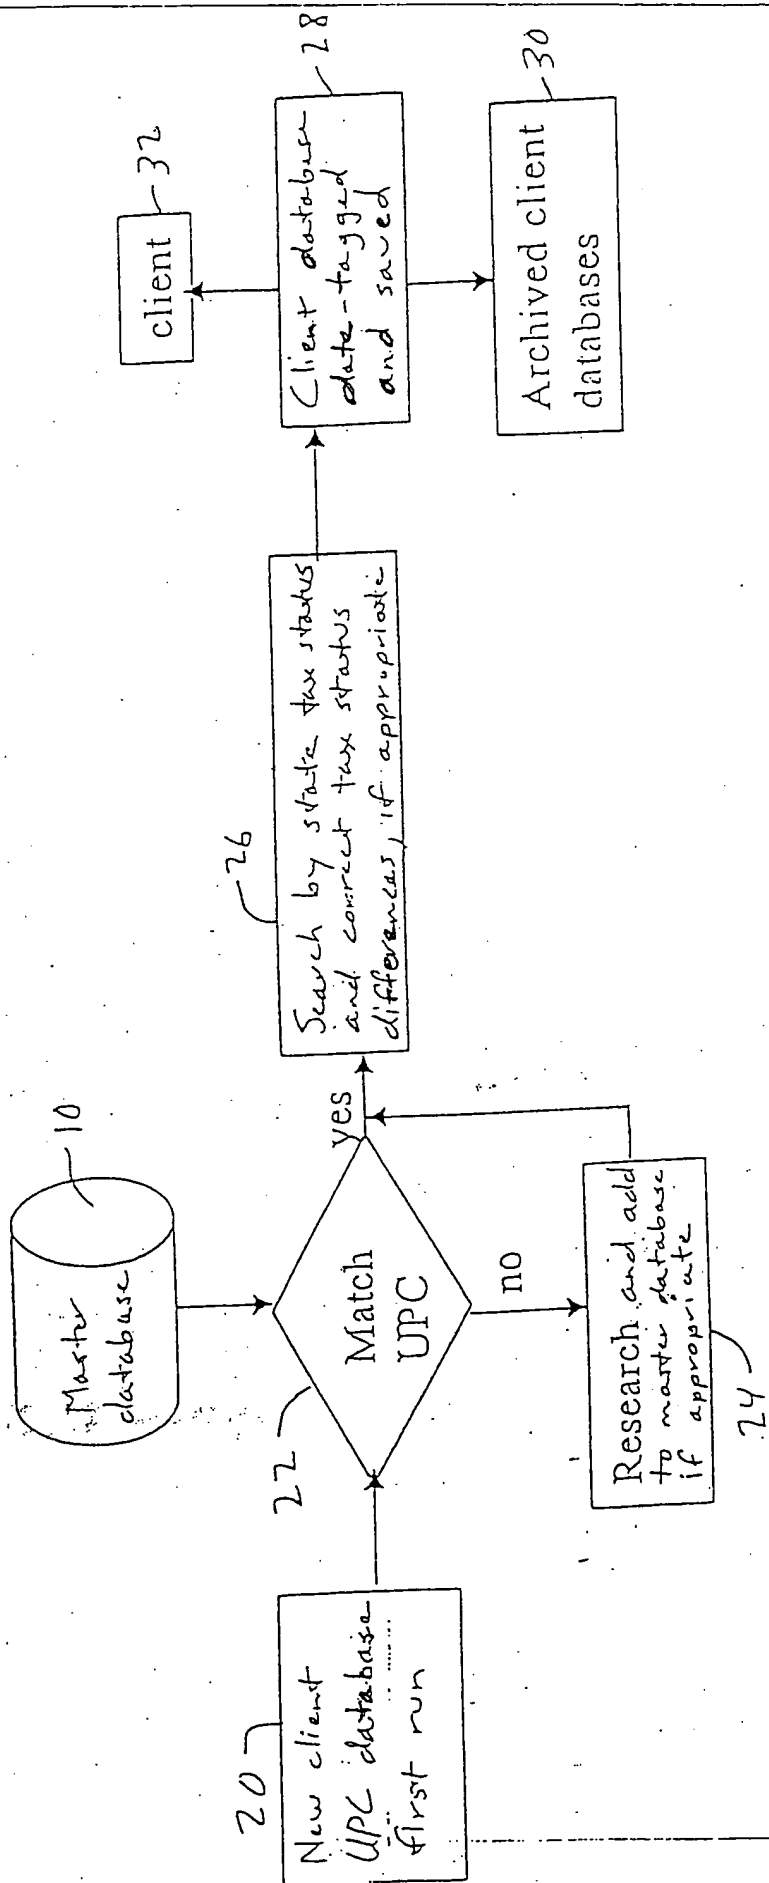 10
Master
database
20
New client
UPC database
first run
22
Match
UPC
yes
no
Research and add
to master database
if appropriate
24
26
Search by state tax status
and correct tax status
differences, if appropriate
28
Client database
date-tagged
and saved
32
client
30
Archived client
databases